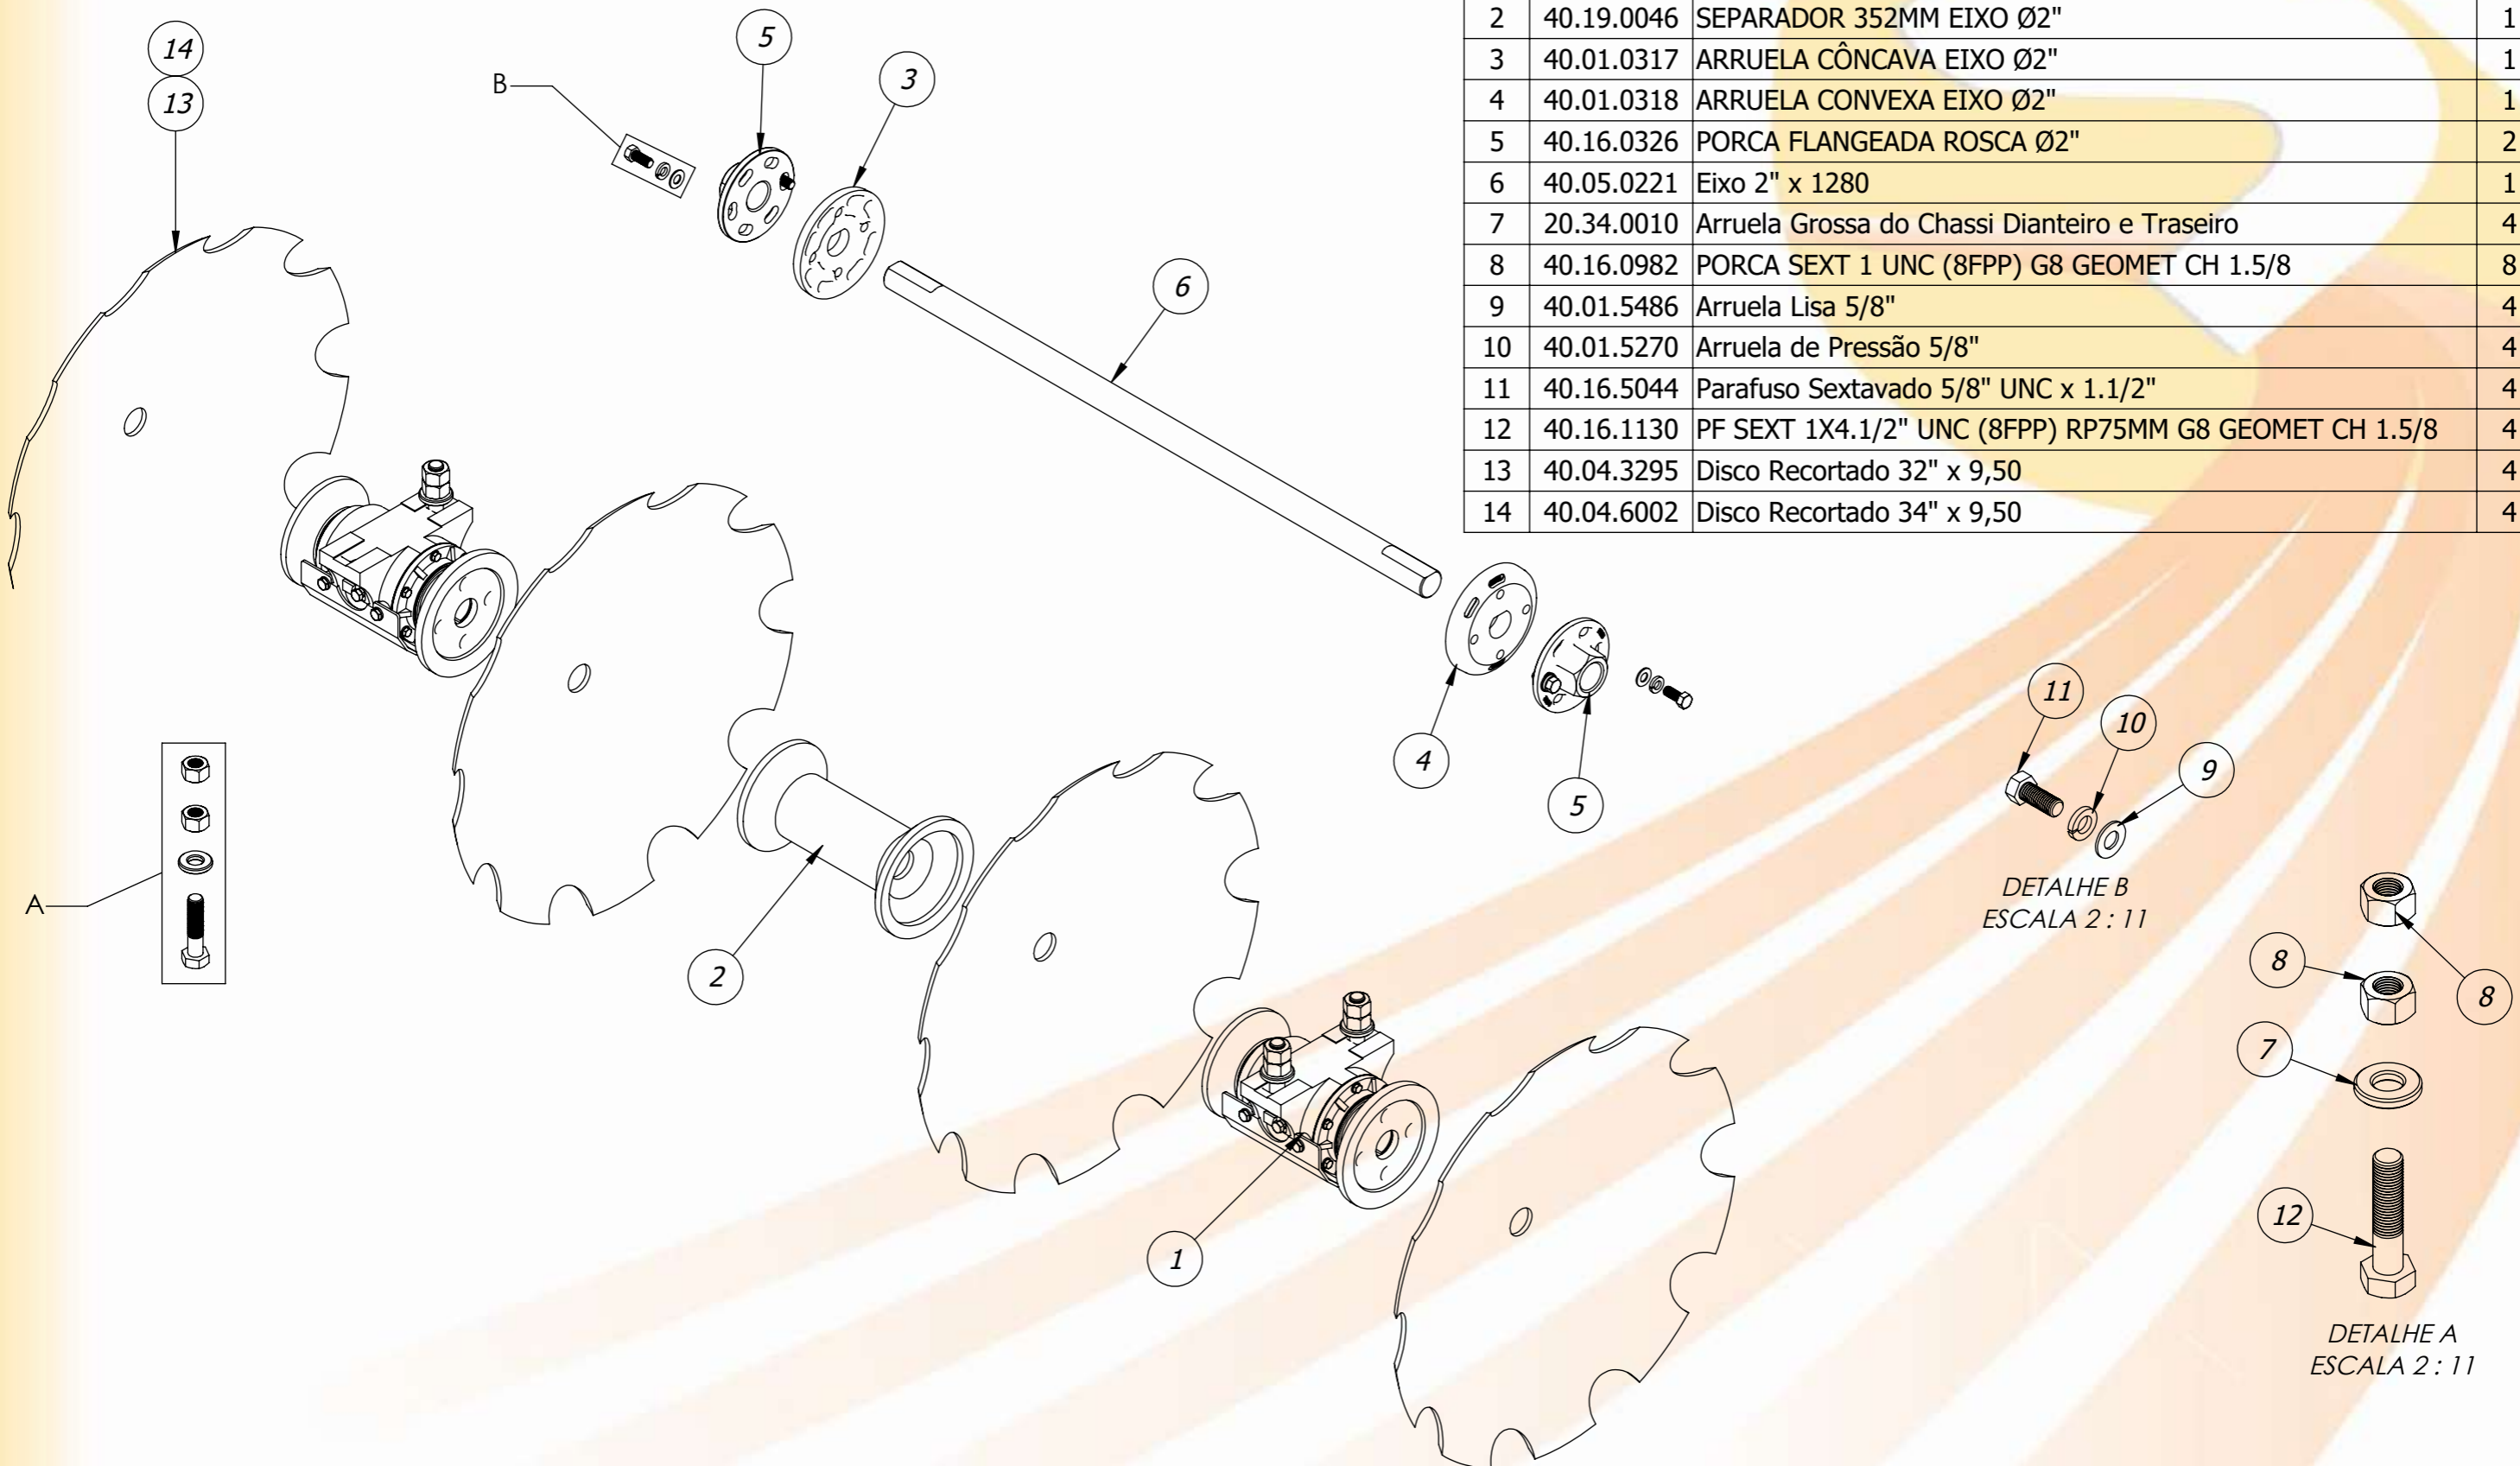 2 40.19.0046 SEPARADOR 352MM EIXO Ø2" 1
3 40.01.0317 ARRUELA CÔNCAVA EIXO Ø2" 1
4 40.01.0318 ARRUELA CONVEXA EIXO Ø2" 1
5 40.16.0326 PORCA FLANGEADA ROSCA Ø2" 2
6 40.05.0221 Eixo 2" x 1280 1
7 20.34.0010 Arruela Grossa do Chassi Dianteiro e Traseiro 4
8 40.16.0982 PORCA SEXT 1 UNC (8FPP) G8 GEOMET CH 1.5/8 8
9 40.01.5486 Arruela Lisa 5/8" 4
10 40.01.5270 Arruela de Pressão 5/8" 4
11 40.16.5044 Parafuso Sextavado 5/8" UNC x 1.1/2" 4
12 40.16.1130 PF SEXT 1X4.1/2" UNC (8FPP) RP75MM G8 GEOMET CH 1.5/8 4
13 40.04.3295 Disco Recortado 32" x 9,50 4
14 40.04.6002 Disco Recortado 34" x 9,50 4
14
13
5
B
3
6
4
5
A
2
1
11
10
9
DETALHE B
ESCALA 2 : 11
8
8
7
12
DETALHE A
ESCALA 2 : 11